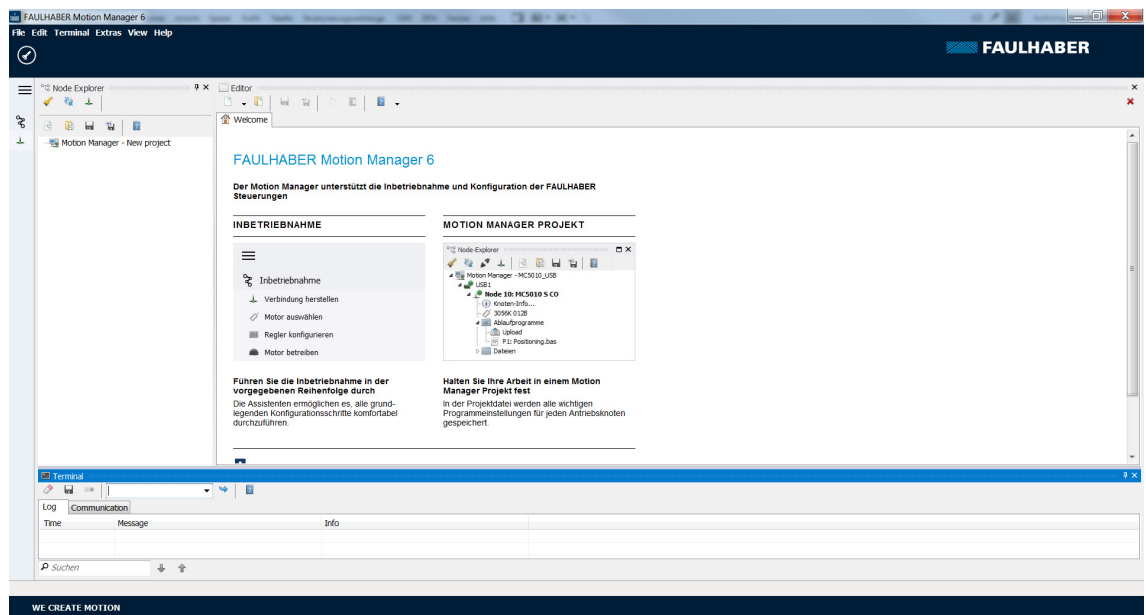 FAULHABER Motion Manager 6
File Edit Terminal Extras View Help
FAULHABER
Node Explorer
Editor
Welcome
Motion Manager - New project
FAULHABER Motion Manager 6
Der Motion Manager unterstützt die Inbetriebnahme und Konfiguration der FAULHABER
Steuerungen
INBETRIEBNAHME
Inbetriebnahme
Verbindung herstellen
Motor auswählen
Regler konfigurieren
Motor betreiben
Führen Sie die Inbetriebnahme in der
vorgegebenen Reihenfolge durch
Die Assistenten ermöglichen es, alle grund-
legenden Konfigurationsschritte komfortabel
durchzuführen.
MOTION MANAGER PROJEKT
Node-Explorer
Motion Manager - MC5010_USB
USB1
Node 10: MC5010 S CO
Knoten-Info...
3056K 012B
Ablaufprogramme
Upload
P1: Positioning.bas
Dateien
Halten Sie Ihre Arbeit in einem Motion
Manager Projekt fest
In der Projektdatei werden alle wichtigen
Programmeinstellungen für jeden Antriebsknoten
gespeichert.
Terminal
Log Communication
Time Message Info
Suchen
WE CREATE MOTION